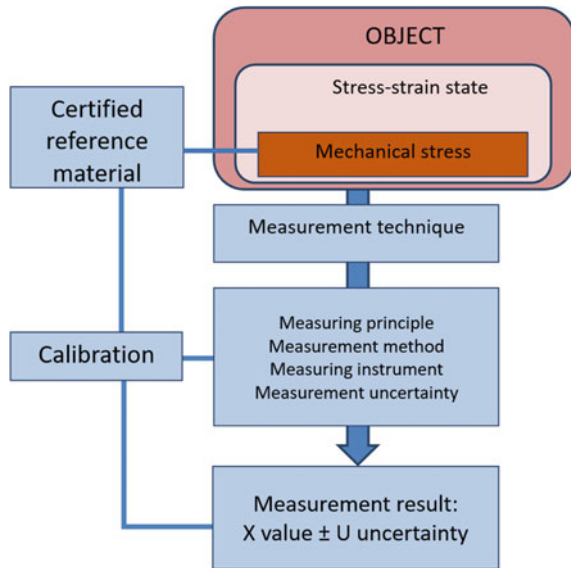 OBJECT
Stress-strain state
Mechanical stress
Certified
reference
material
Measurement technique
Measuring principle
Measurement method
Measuring instrument
Measurement uncertainty
Calibration
Measurement result:
X value ± U uncertainty